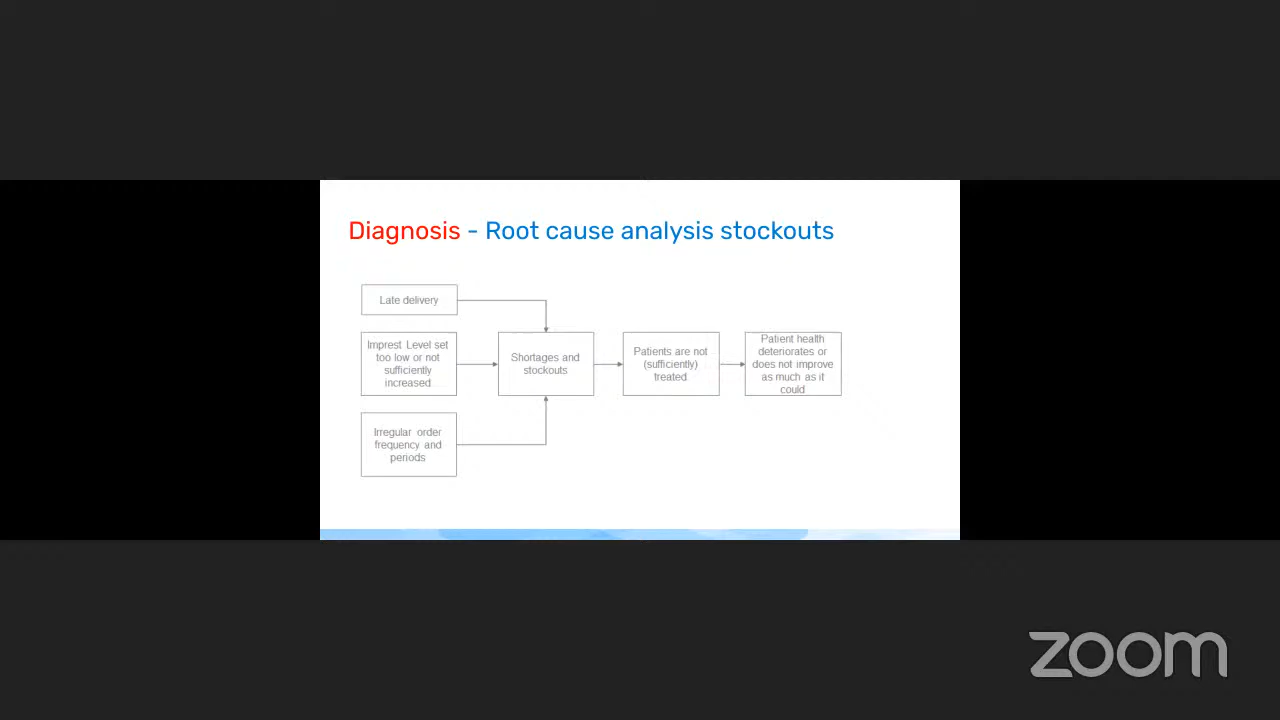 Diagnosis - Root cause analysis stockouts
Late delivery
Imprest Level set
too low or not
sufficiently
increased
Irregular order
frequency and
periods
Shortages and
stockouts
Patients are not
(sufficiently)
treated
Patient health
deteriorates or
does not improve
as much as it
could
zoom